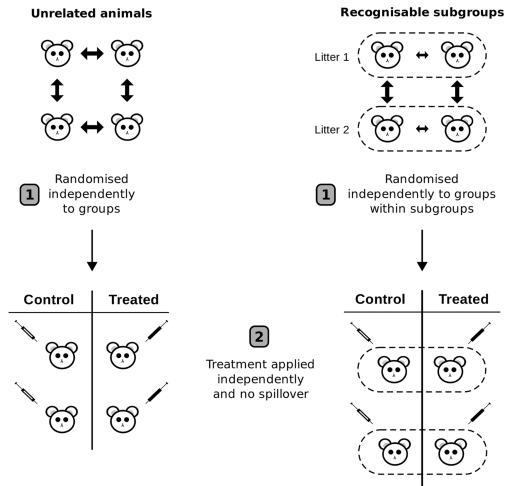 Unrelated animals
Recognisable subgroups
Litter 1
Litter 2
1
Randomised
independently
to groups
1
Randomised
independently to groups
within subgroups
Control
Treated
2
Treatment applied
independently
and no spillover
Control
Treated